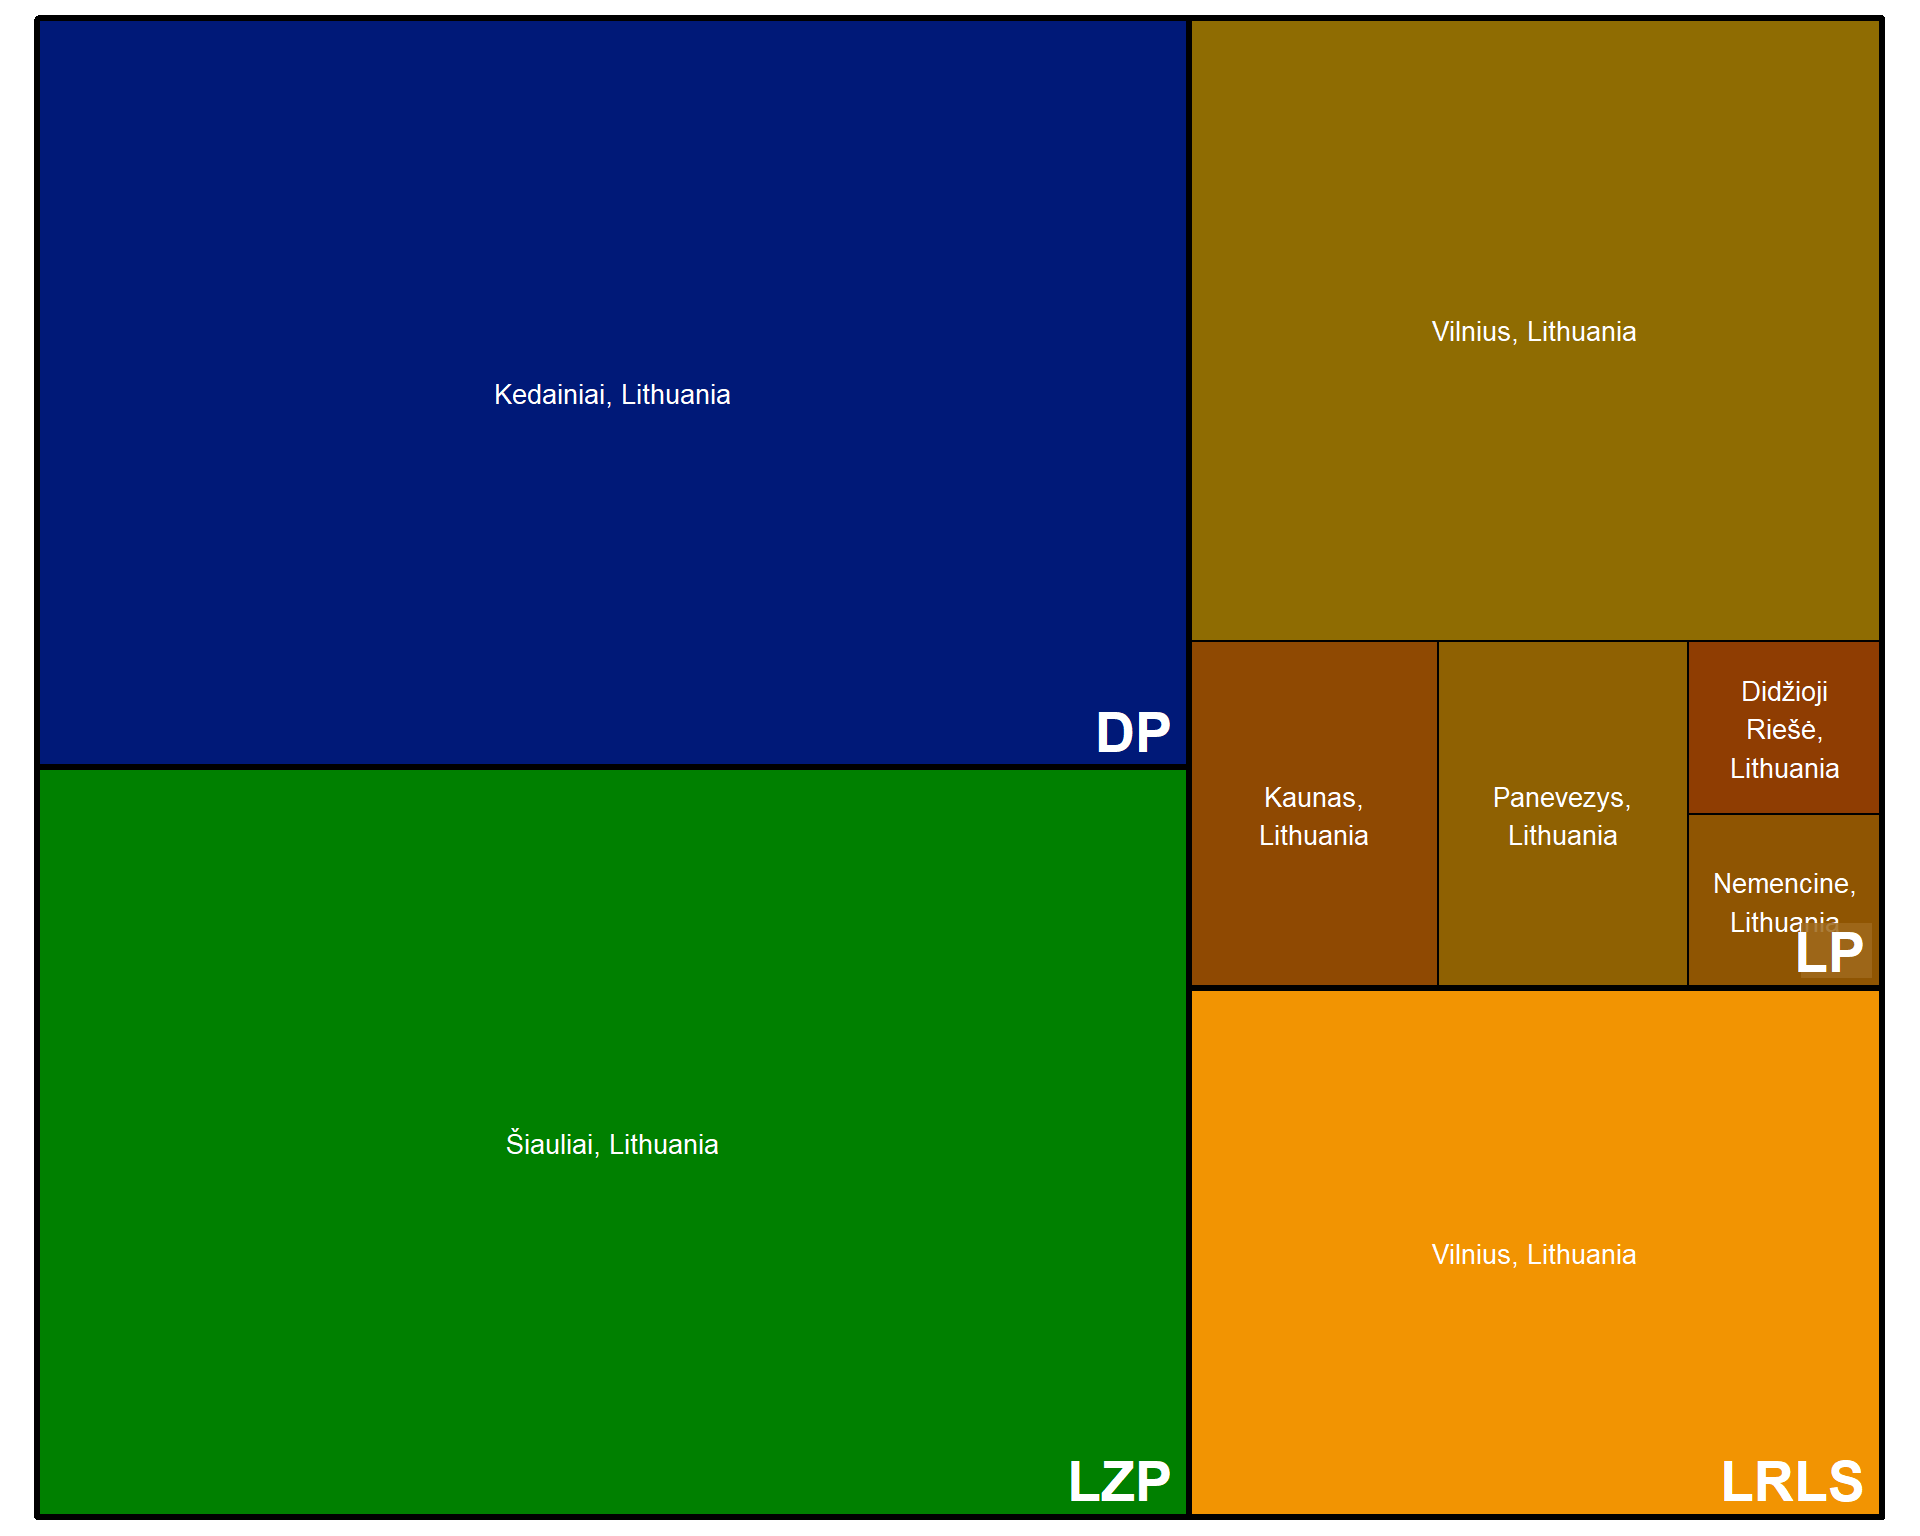 Kedainiai, Lithuania
DP
Šiauliai, Lithuania
LZP
Vilnius, Lithuania
Kaunas,
Lithuania
Panevezys,
Lithuania
Didžioji
Riešė,
Lithuania
Nemencine,
Lithuania
LP
Vilnius, Lithuania
LRLS